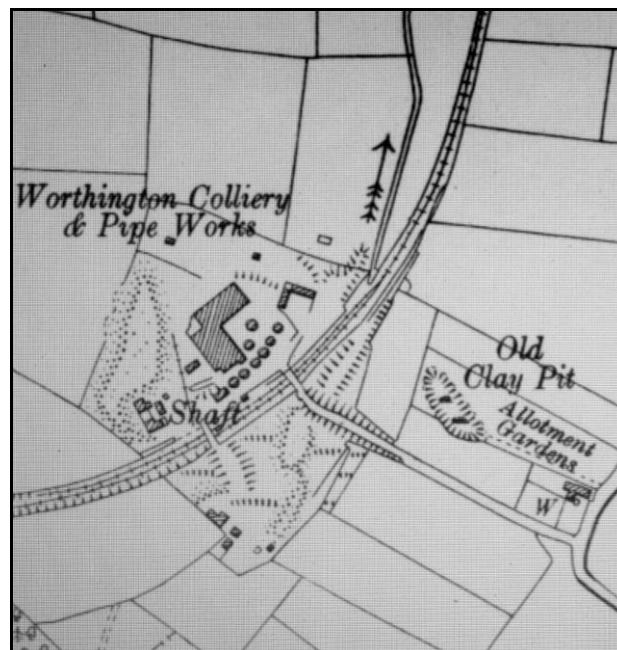 Worthington Colliery
& Pipe Works
Shaft
Old
Clay Pit
Allotment
Gardens
W